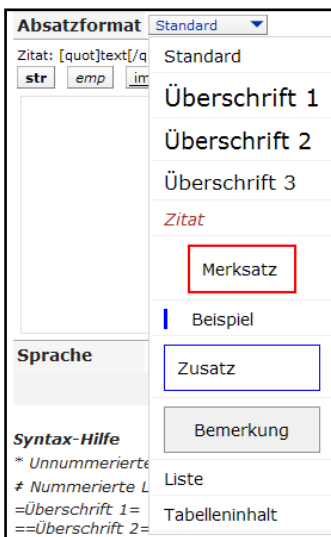 Absatzformat Standard
Zitat: [quot]text[/q
str emp im
Standard
Überschrift 1
Überschrift 2
Überschrift 3
Zitat
Merksatz
Beispiel
Zusatz
Bemerkung
Liste
Tabelleninhalt
Sprache
Syntax-Hilfe
* Unnummerierte
# Nummerierte L
=Überschrift 1=
==Überschrift 2=